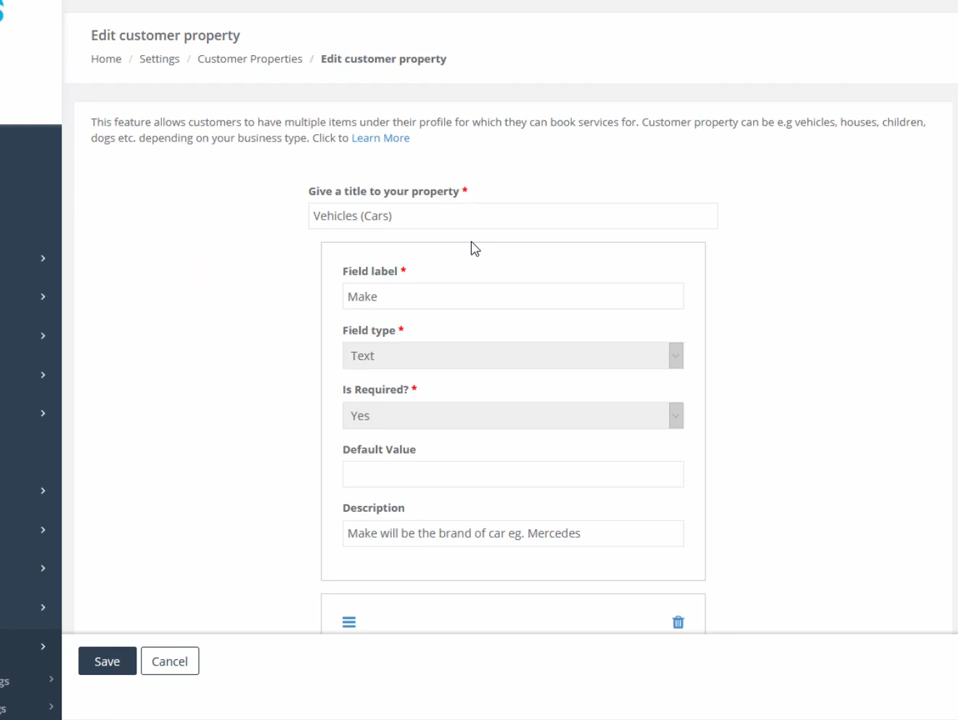 Edit customer property
Home / Settings / Customer Properties / Edit customer property
This feature allows customers to have multiple items under their profile for which they can book services for. Customer property can be e.g vehicles, houses, children,
dogs etc. depending on your business type. Click to Learn More
Give a title to your property *
Vehicles (Cars)
Field label *
Make
Field type *
Text
Is Required? *
Yes
Default Value
Description
Make will be the brand of car eg. Mercedes
Save Cancel
gs
s